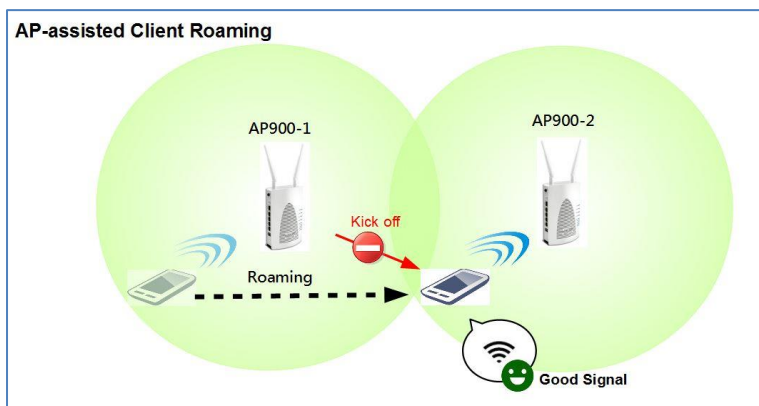 AP-assisted Client Roaming
AP900-1
AP900-2
Kick off
Roaming
Good Signal